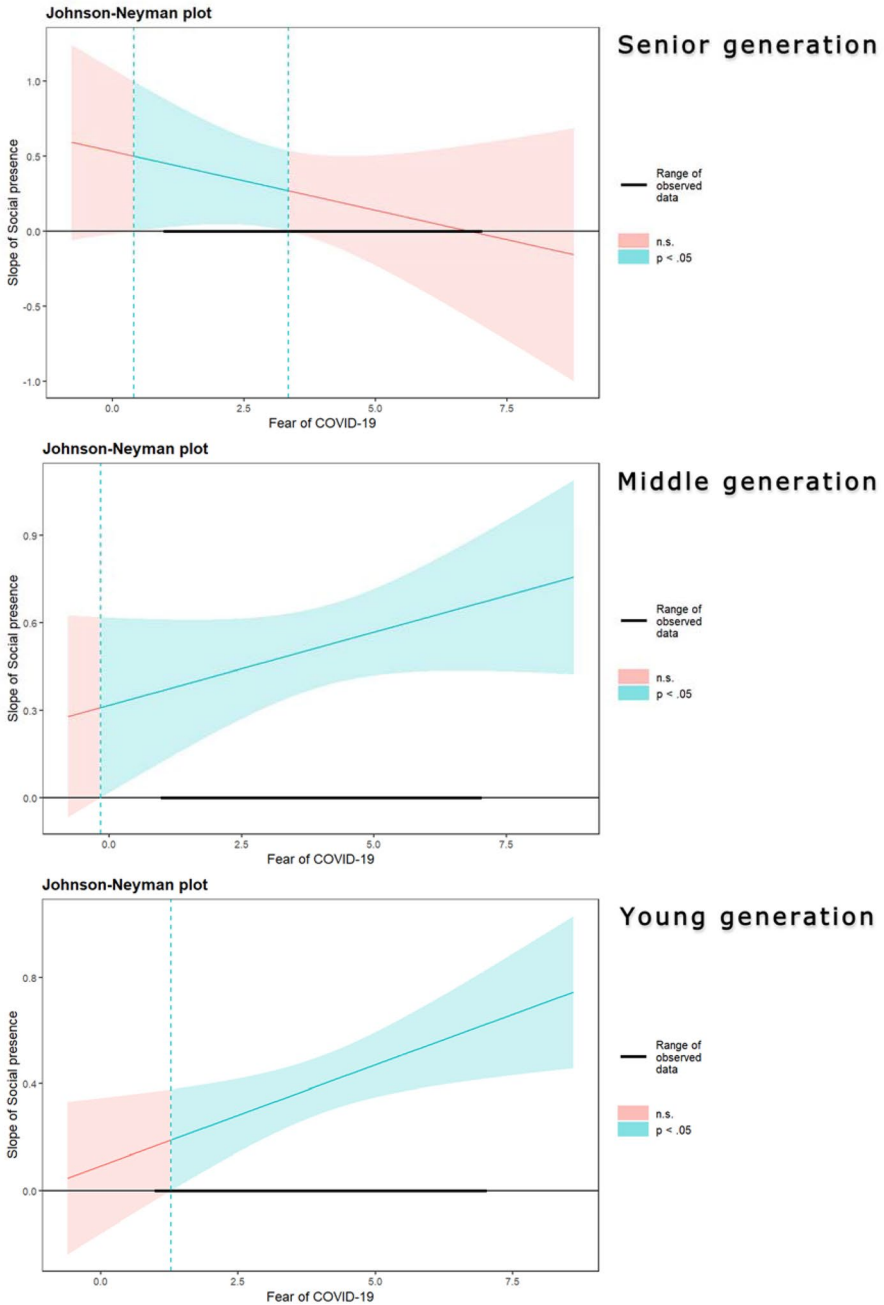 Johnson-Neyman plot
Senior generation
1.0
0.5
0.0
-0.5
-1.0
Slope of Social presence
0.0 2.5 5.0 7.5
Fear of COVID-19
Range of
observed
data
n.s.
p < .05
Johnson-Neyman plot
Middle generation
0.9
0.6
0.3
0.0
Slope of Social presence
0.0 2.5 5.0 7.5
Fear of COVID-19
Range of
observed
data
n.s.
p < .05
Johnson-Neyman plot
Young generation
0.8
0.4
0.0
Slope of Social presence
0.0 2.5 5.0 7.5
Fear of COVID-19
Range of
observed
data
n.s.
p < .05